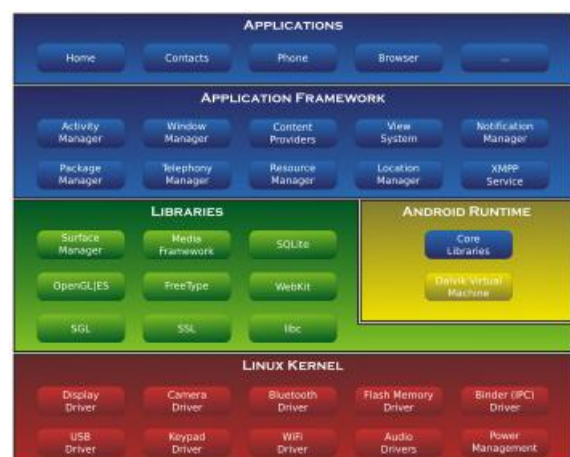 APPLICATIONS
Home Contacts Phone Browser ...
APPLICATION FRAMEWORK
Activity Manager
Window Manager
Content Providers
View System
Notification Manager
Package Manager
Telephony Manager
Resource Manager
Location Manager
XMPP Service
LIBRARIES
Surface Manager
Media Framework
SQLite
OpenGL|ES
FreeType
WebKit
SGL
SSL
libc
ANDROID RUNTIME
Core Libraries
Dalvik Virtual Machine
LINUX KERNEL
Display Driver
Camera Driver
Bluetooth Driver
Flash Memory Driver
Binder (IPC) Driver
USB Driver
Keypad Driver
WiFi Driver
Audio Drivers
Power Management